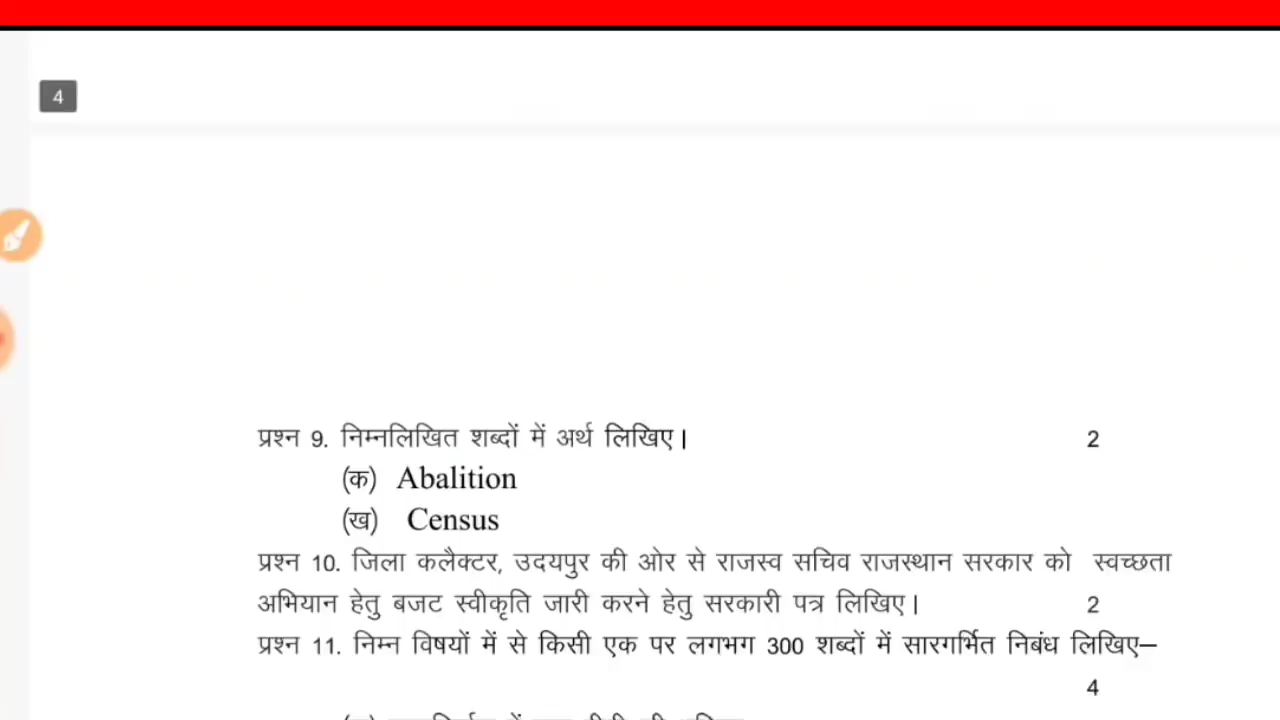 4
प्रश्न 9. निम्नलिखित शब्दों में अर्थ लिखिए। 2
(क) Abalition
(ख) Census
प्रश्न 10. जिला कलैक्टर, उदयपुर की ओर से राजस्व सचिव राजस्थान सरकार को स्वच्छता
अभियान हेतु बजट स्वीकृति जारी करने हेतु सरकारी पत्र लिखिए। 2
प्रश्न 11. निम्न विषयों में से किसी एक पर लगभग 300 शब्दों में सारगर्भित निबंध लिखिए–
4